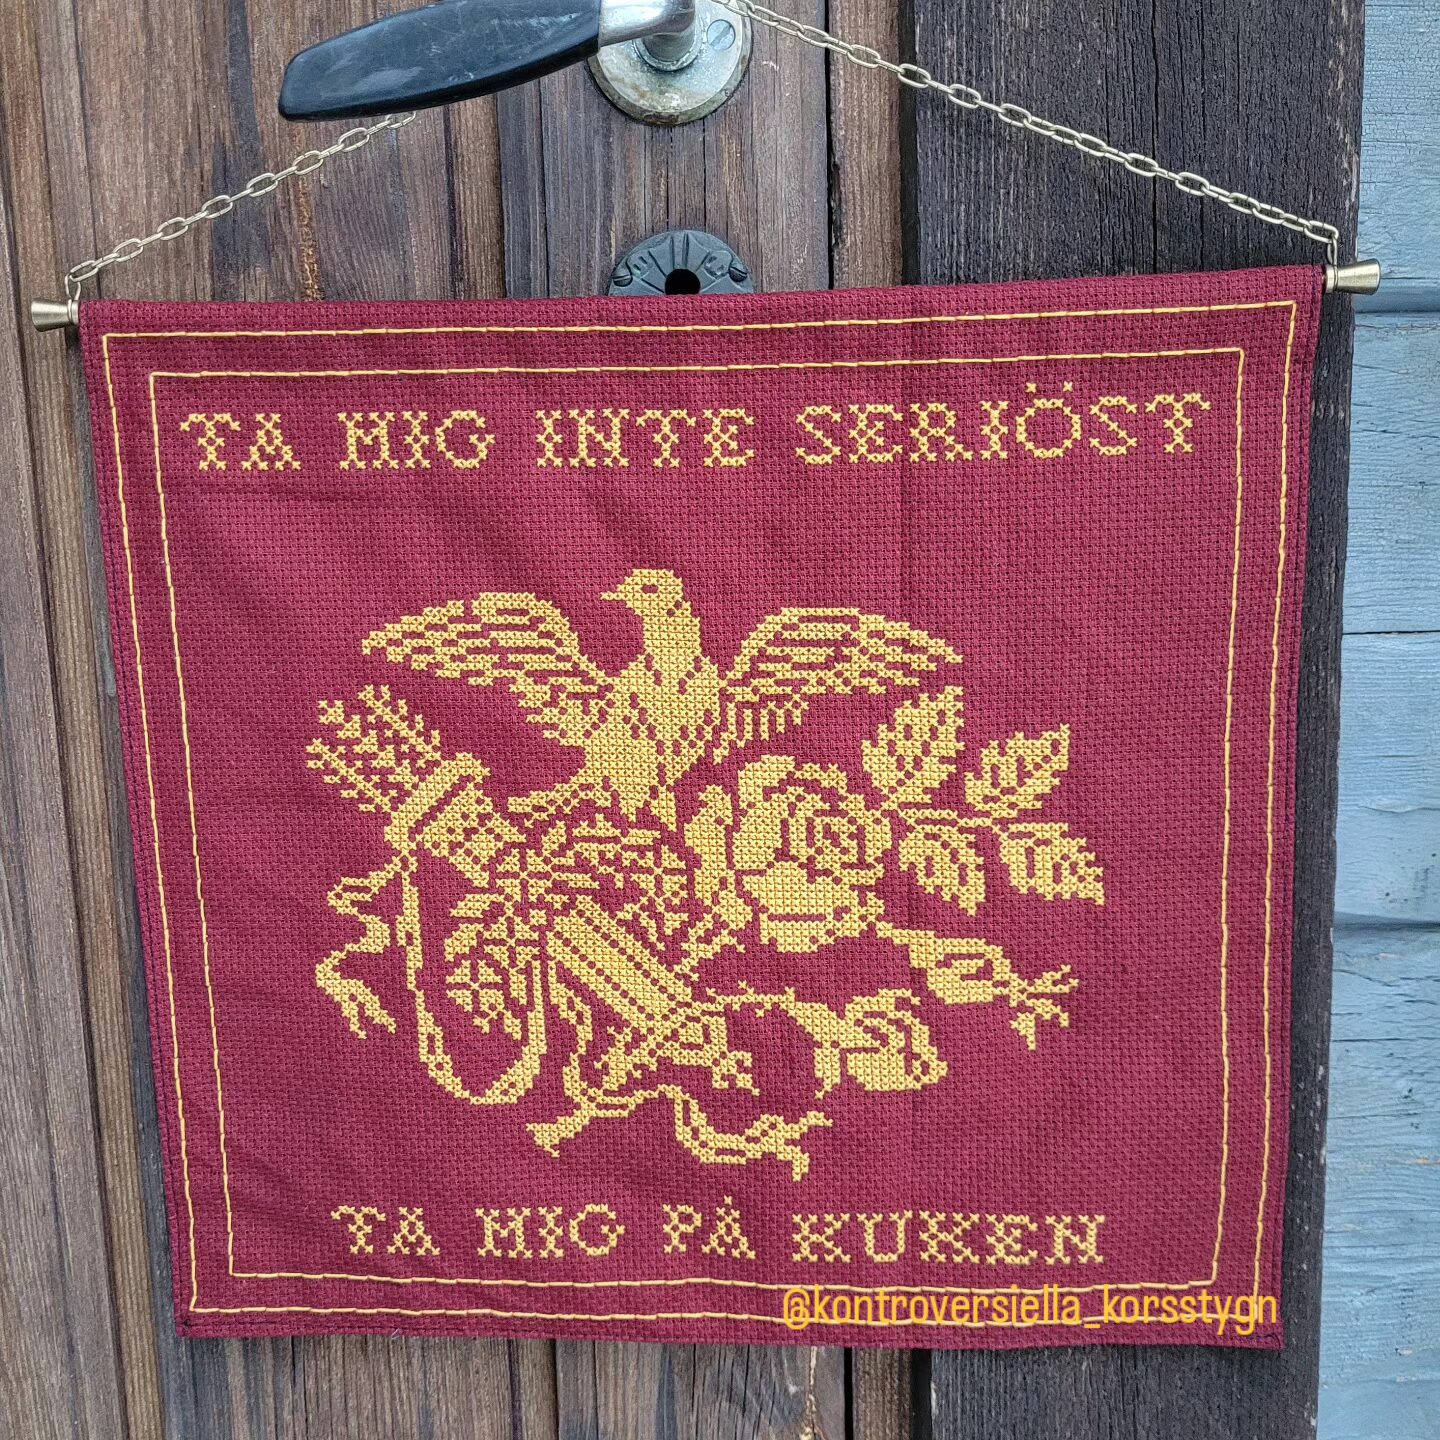 TA MIG INTE SERIÖST
TA MIG PÅ KUKEN
@kontroversiella_korsstygn